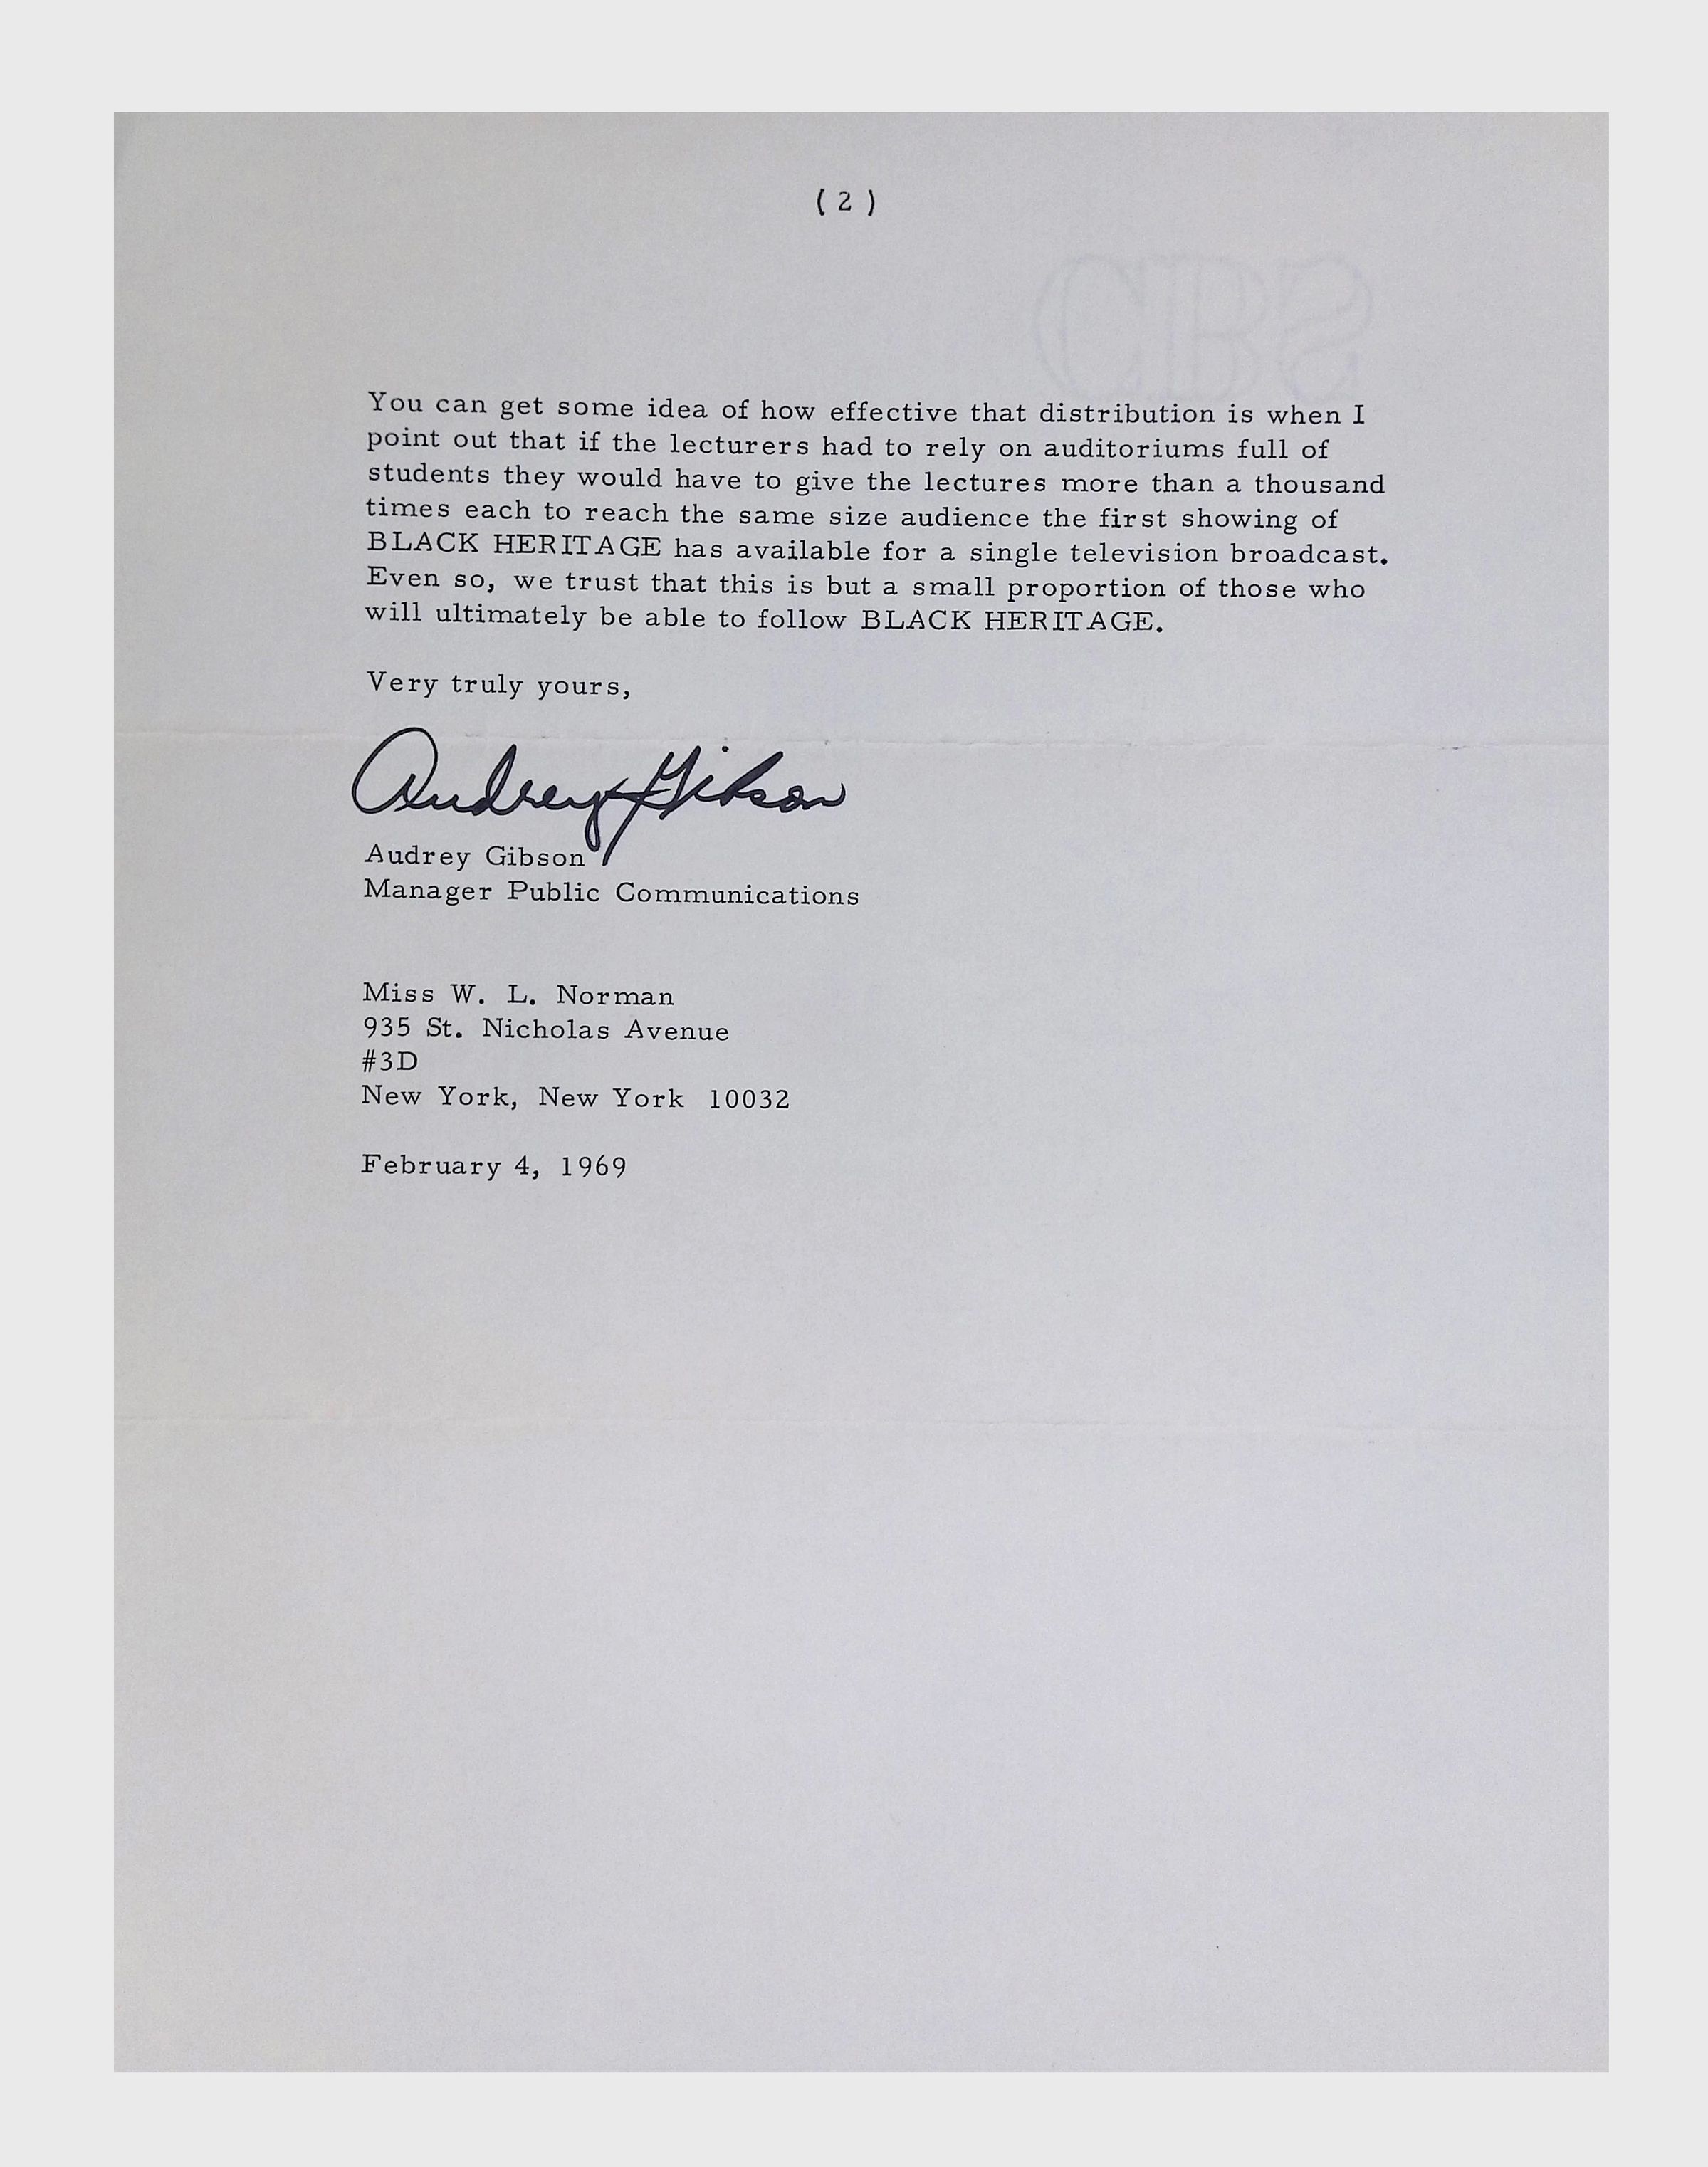 ( 2 )
CBS
You can get some idea of how effective that distribution is when I
point out that if the lecturers had to rely on auditoriums full of
students they would have to give the lectures more than a thousand
times each to reach the same size audience the first showing of
BLACK HERITAGE has available for a single television broadcast.
Even so, we trust that this is but a small proportion of those who
will ultimately be able to follow BLACK HERITAGE.
Very truly yours,
Audrey Gibson
Audrey Gibson
Manager Public Communications
Miss W. L. Norman
935 St. Nicholas Avenue
#3D
New York, New York 10032
February 4, 1969